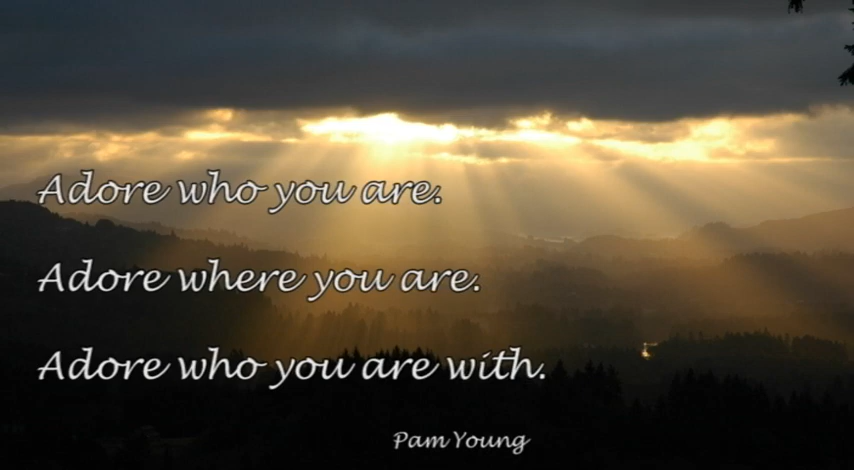 Adore who you are.
Adore where you are.
Adore who you are with.
Pam Young